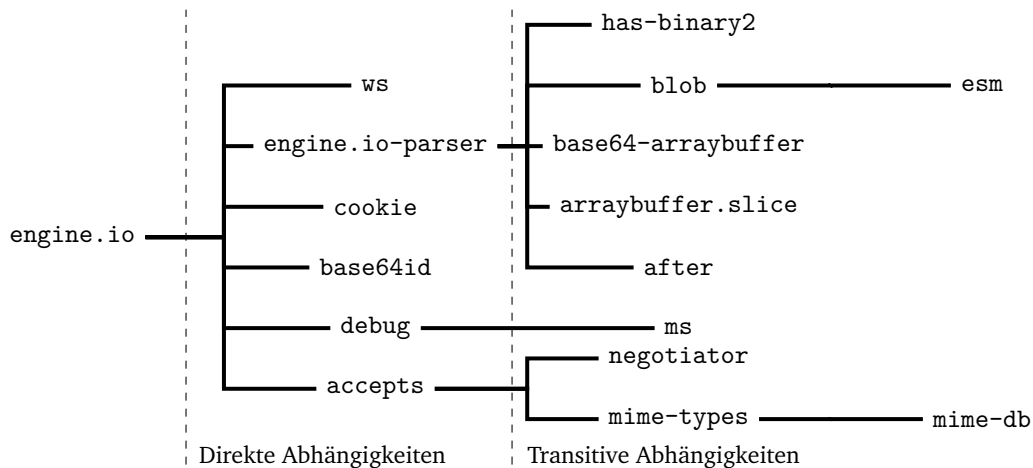 has-binary2
ws
blob
esm
engine.io-parser
base64-arraybuffer
cookie
arraybuffer.slice
engine.io
base64id
after
debug
ms
negotiator
accepts
mime-types
mime-db
Direkte Abhängigkeiten
Transitive Abhängigkeiten